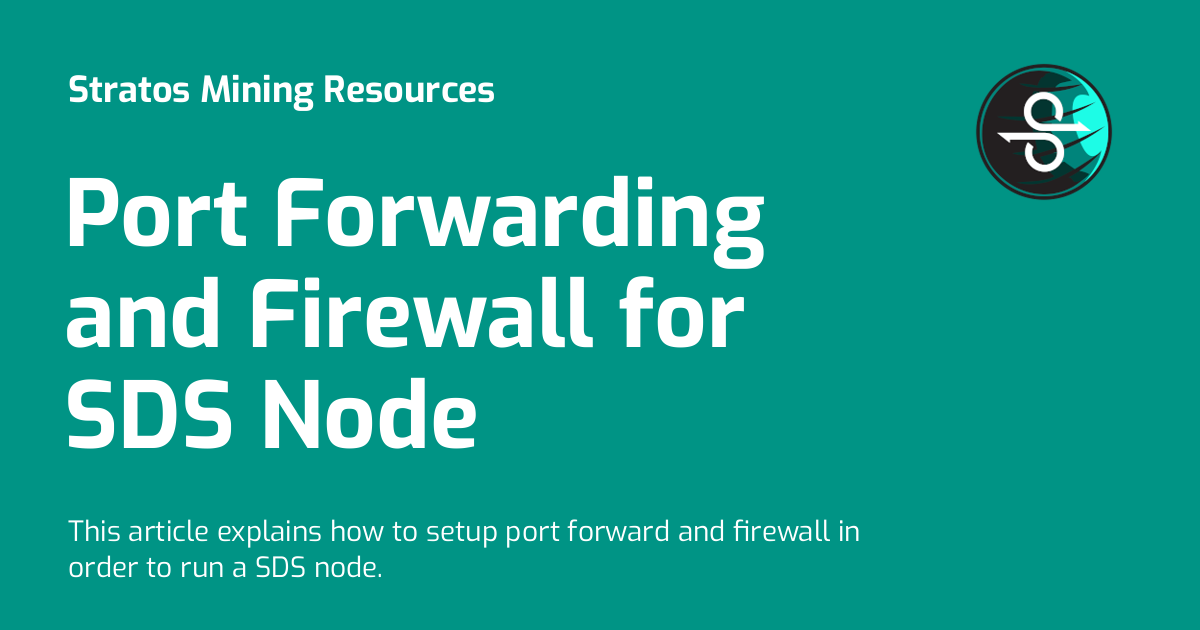 Stratos Mining Resources
Port Forwarding
and Firewall for
SDS Node
This article explains how to setup port forward and firewall in
order to run a SDS node.